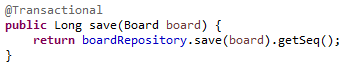 @Transactional
public Long save(Board board) {
    return boardRepository.save(board).getSeq();
}